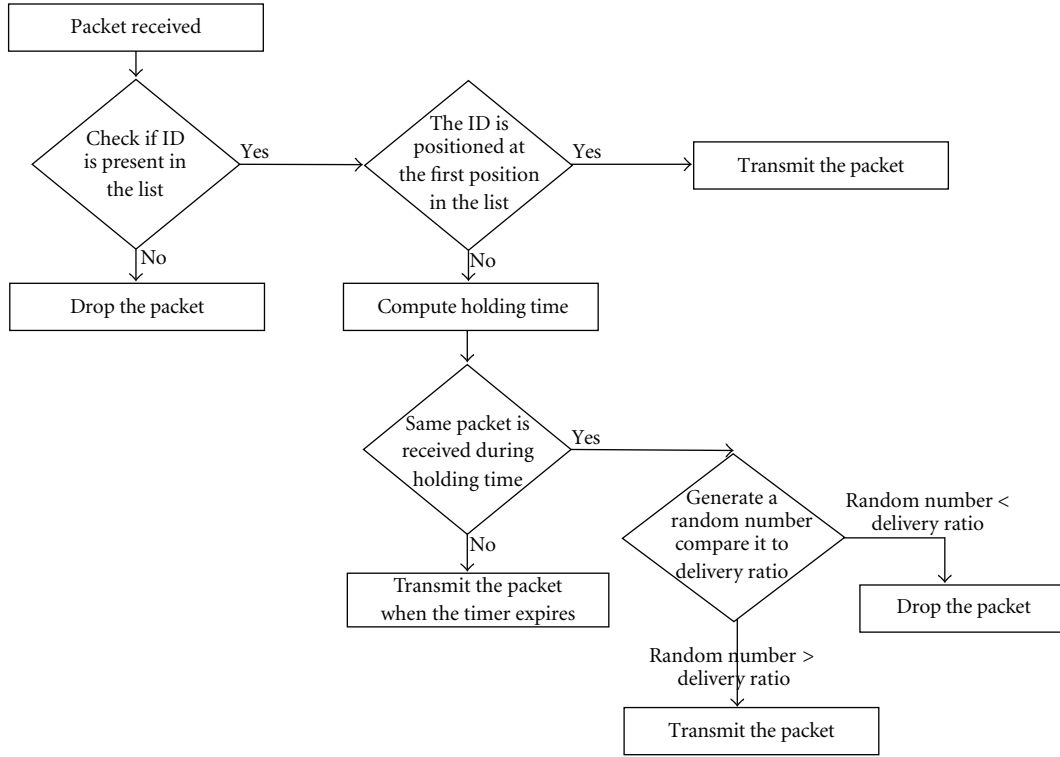 Packet received
Check if ID
is present in
the list
Yes
The ID is
positioned at
the first position
in the list
Yes
Transmit the packet
No
Drop the packet
No
Compute holding time
Same packet is
received during
holding time
Yes
Generate a
random number
compare it to
delivery ratio
Random number <
delivery ratio
Drop the packet
No
Transmit the packet
when the timer expires
Random number >
delivery ratio
Transmit the packet